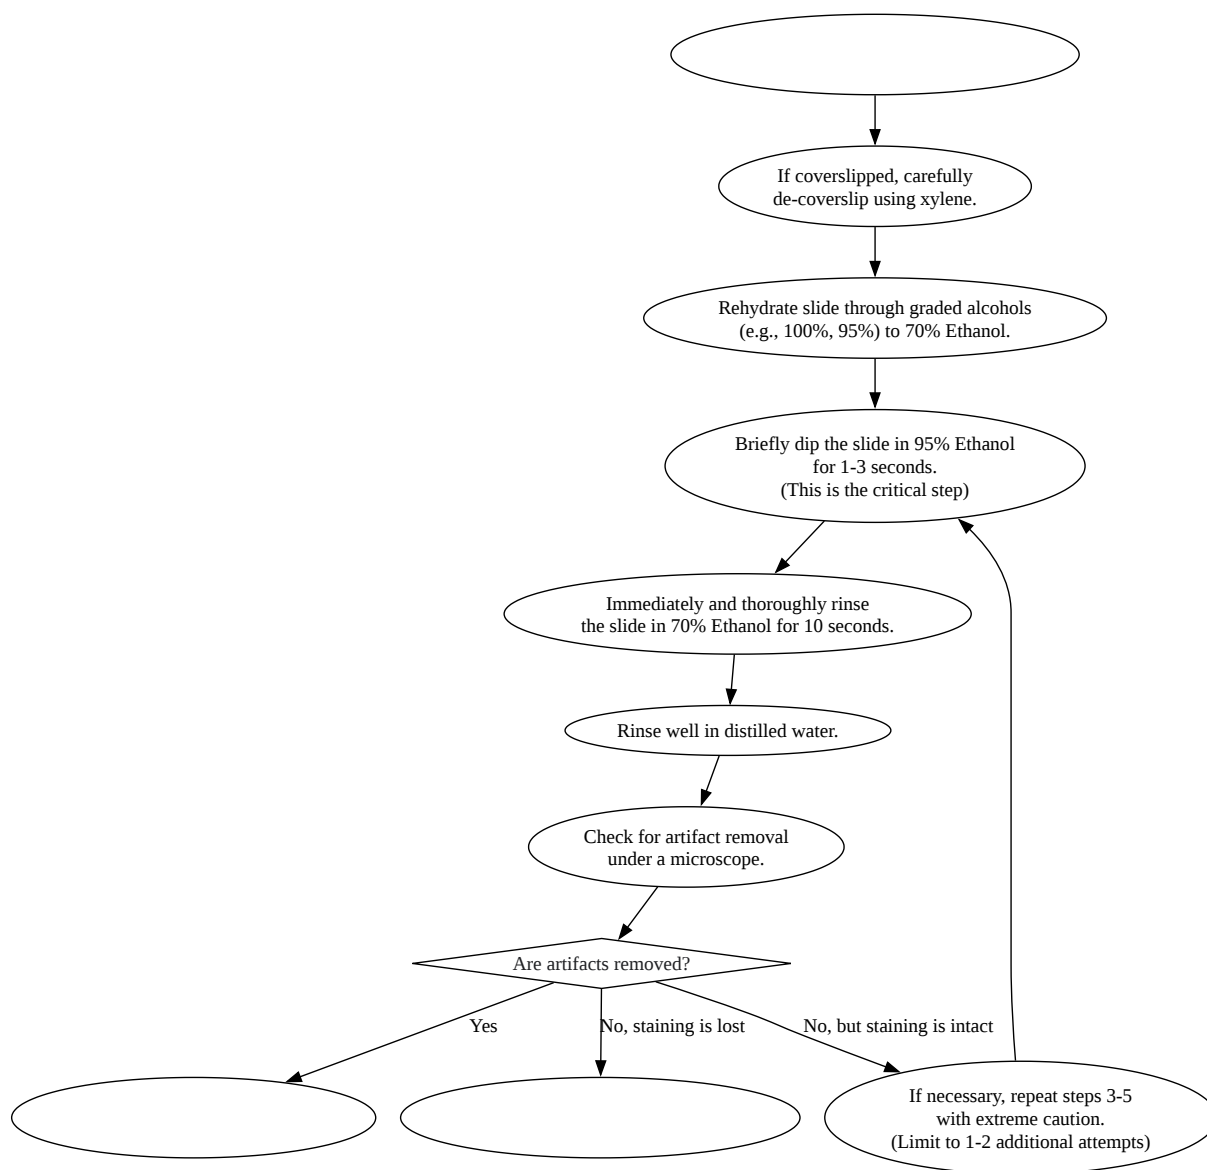 If coverslipped, carefully
de-coverslip using xylene.
Rehydrate slide through graded alcohols
(e.g., 100%, 95%) to 70% Ethanol.
Briefly dip the slide in 95% Ethanol
for 1-3 seconds.
(This is the critical step)
Immediately and thoroughly rinse
the slide in 70% Ethanol for 10 seconds.
Rinse well in distilled water.
Check for artifact removal
under a microscope.
Are artifacts removed?
Yes
No, staining is lost
No, but staining is intact
If necessary, repeat steps 3-5
with extreme caution.
(Limit to 1-2 additional attempts)